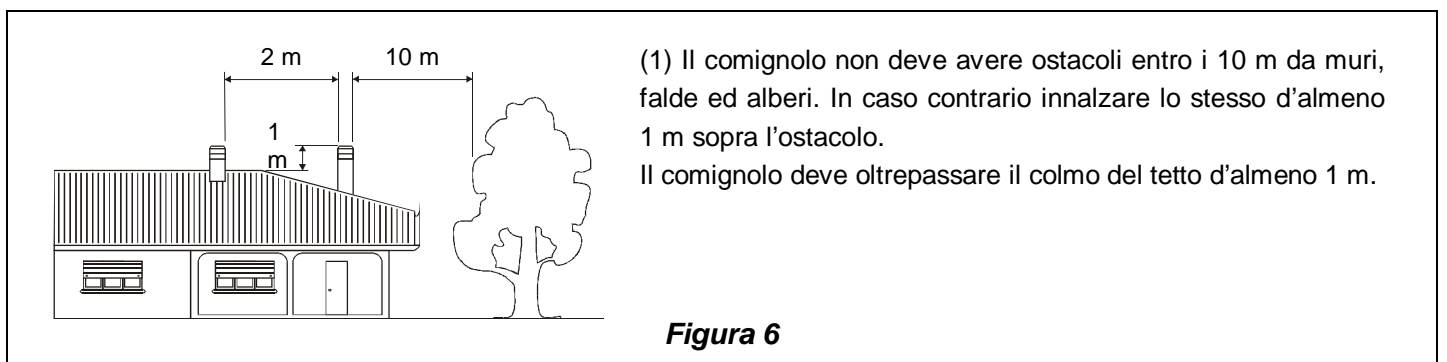 2 m
10 m
1
m
(1) Il comignolo non deve avere ostacoli entro i 10 m da muri,
falde ed alberi. In caso contrario innalzare lo stesso d’almeno
1 m sopra l’ostacolo.
Il comignolo deve oltrepassare il colmo del tetto d’almeno 1 m.
Figura 6